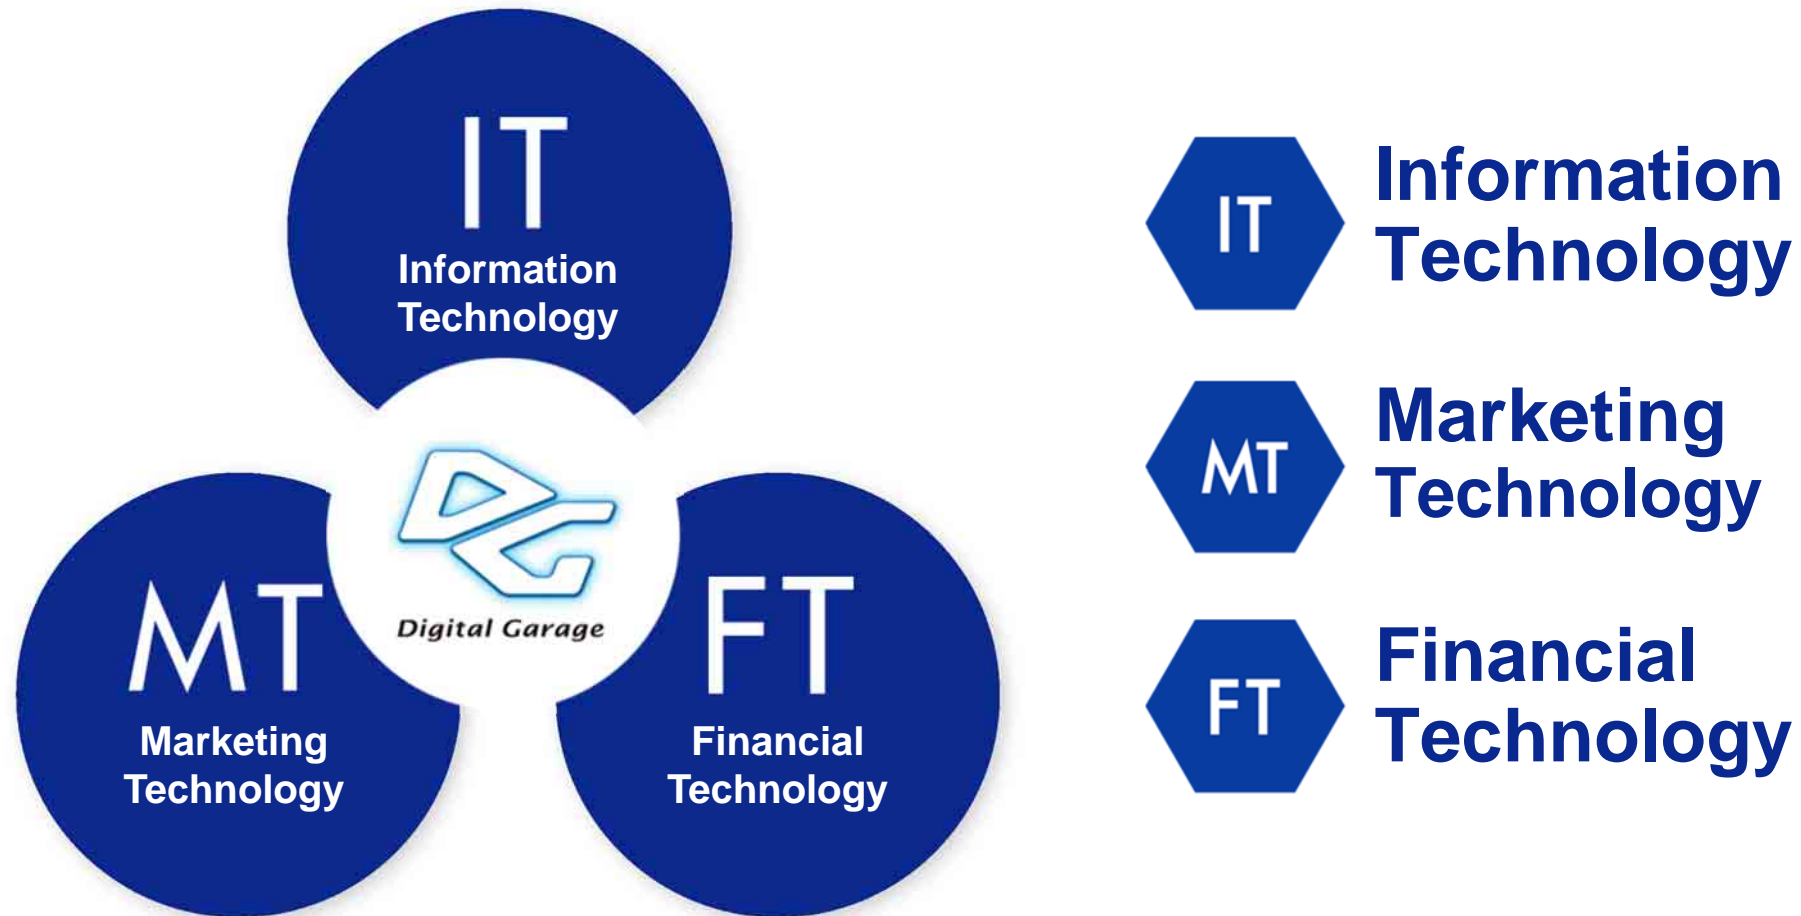 IT
Information
Technology
DG
Digital Garage
MT
Marketing
Technology
FT
Financial
Technology
IT
Information
Technology
MT
Marketing
Technology
FT
Financial
Technology